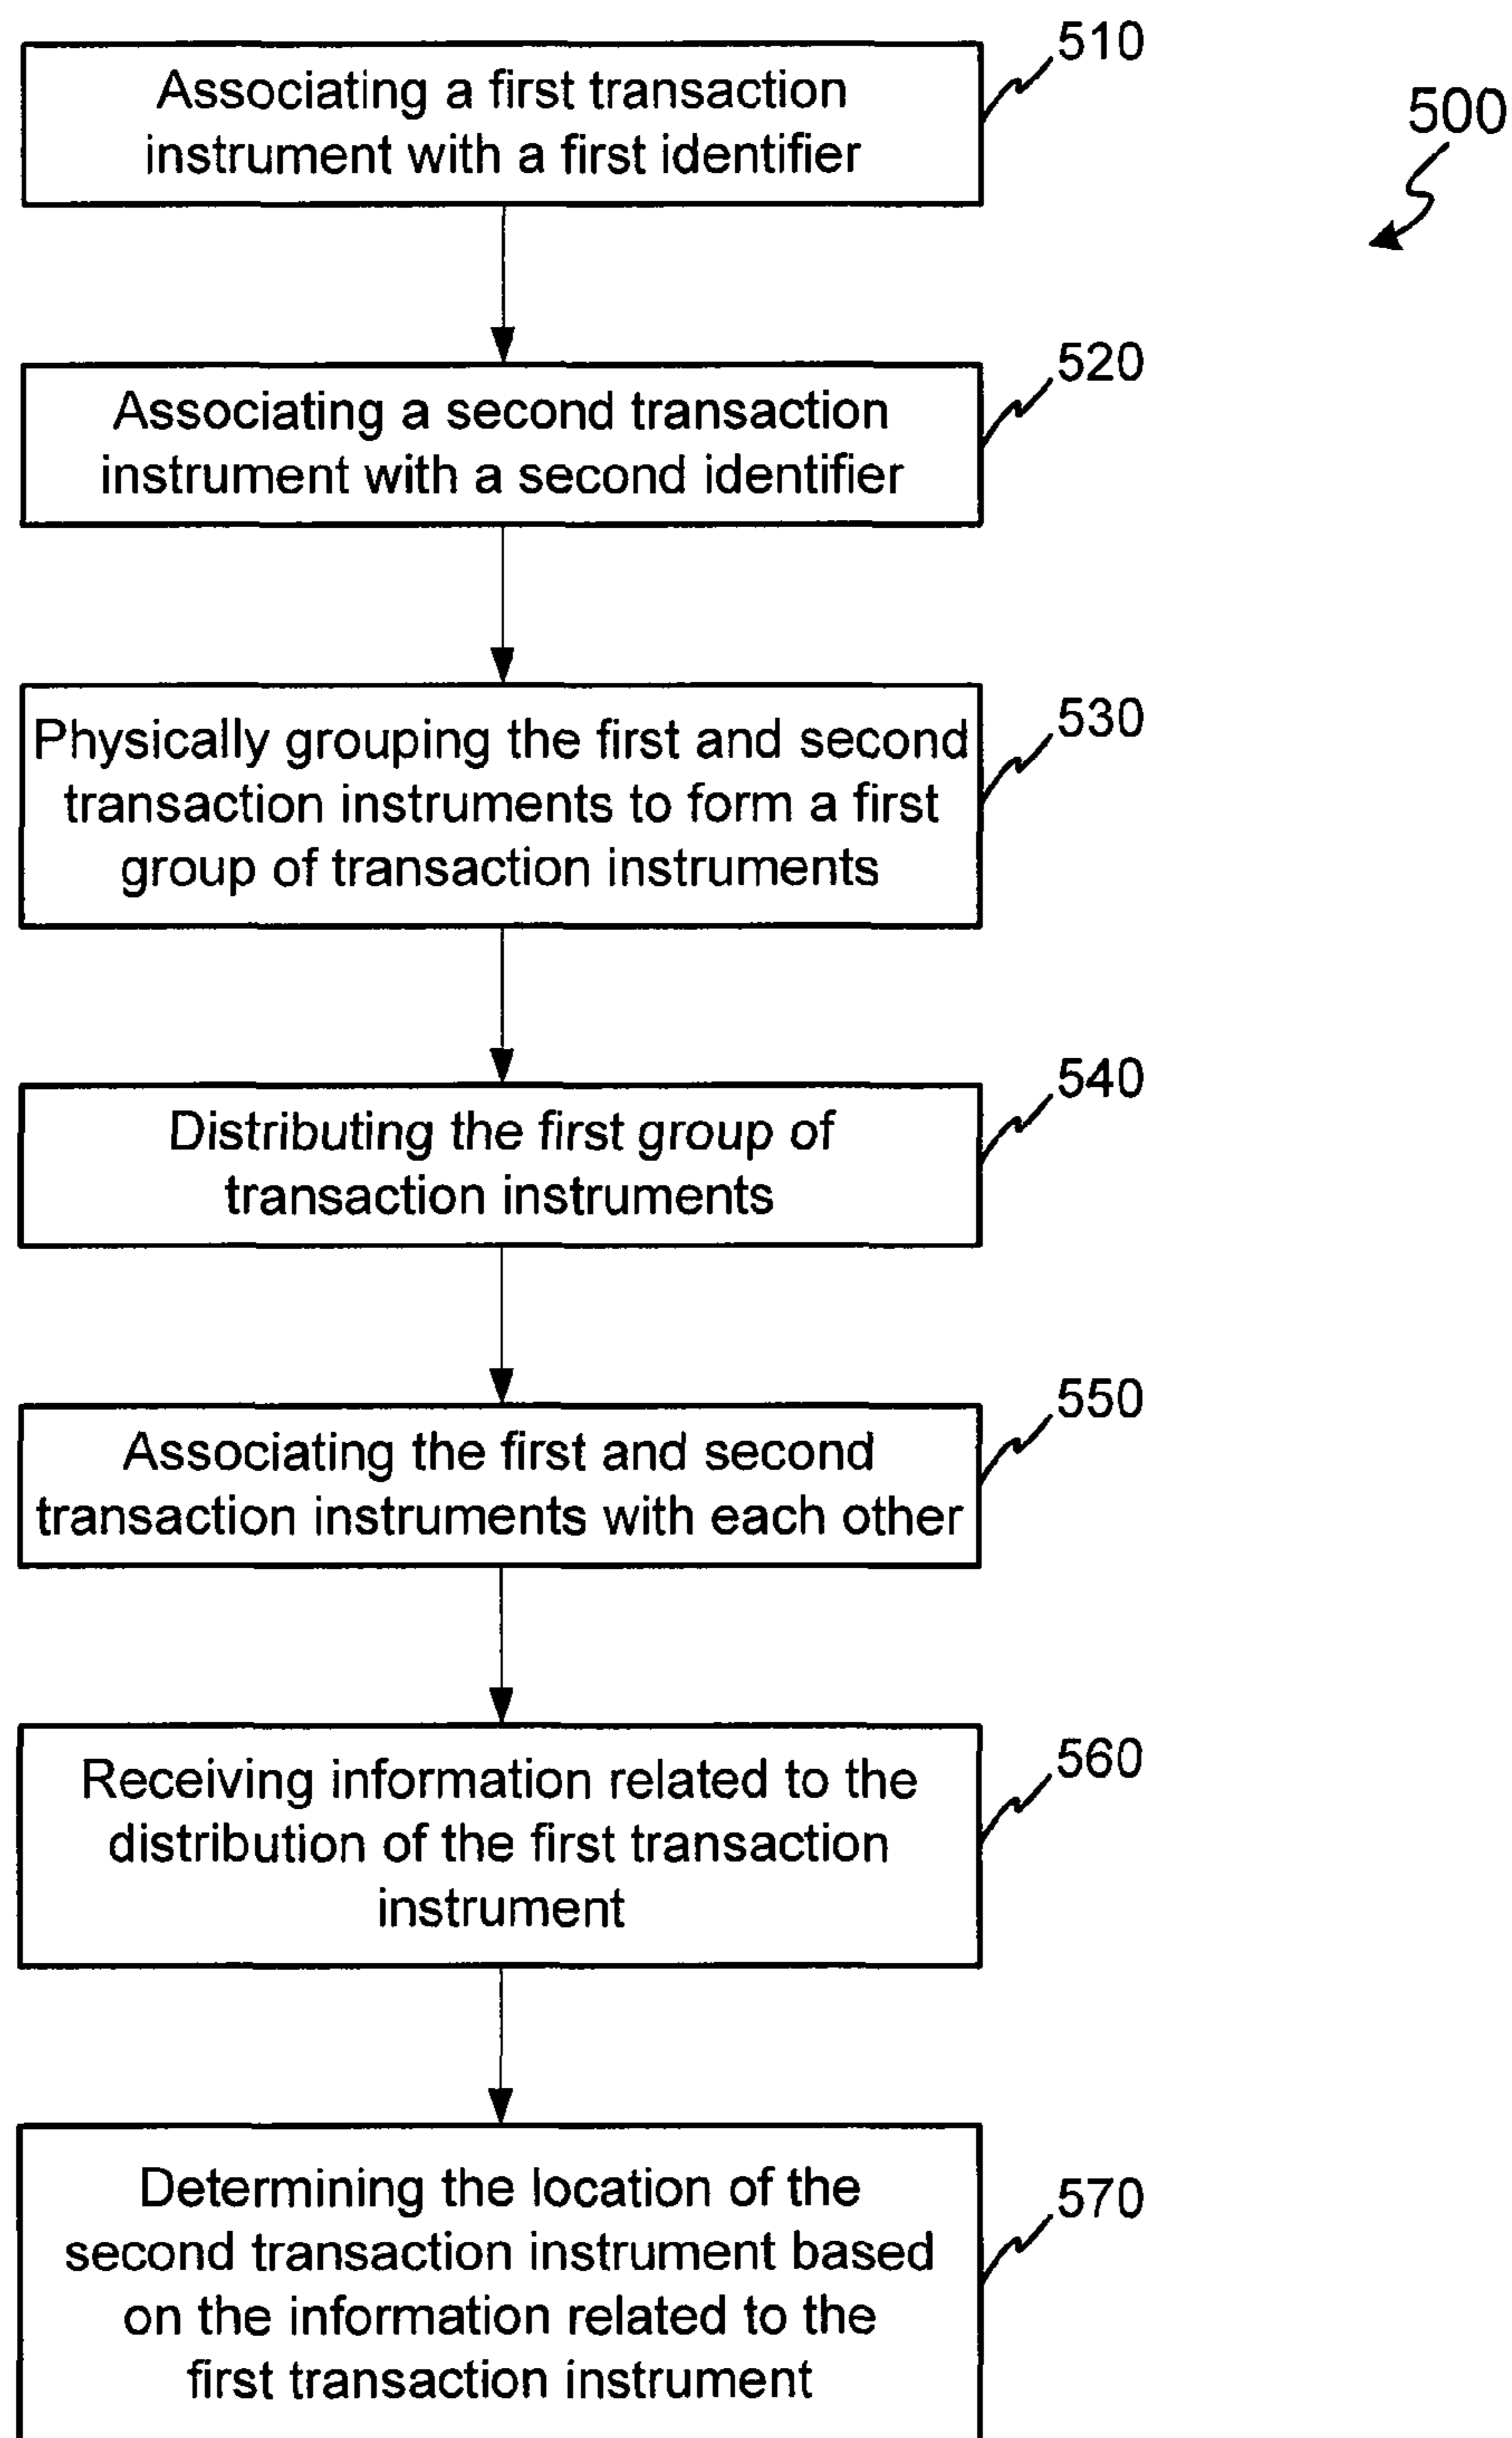 510
Associating a first transaction
instrument with a first identifier
500
520
Associating a second transaction
instrument with a second identifier
530
Physically grouping the first and second
transaction instruments to form a first
group of transaction instruments
540
Distributing the first group of
transaction instruments
550
Associating the first and second
transaction instruments with each other
560
Receiving information related to the
distribution of the first transaction
instrument
570
Determining the location of the
second transaction instrument based
on the information related to the
first transaction instrument